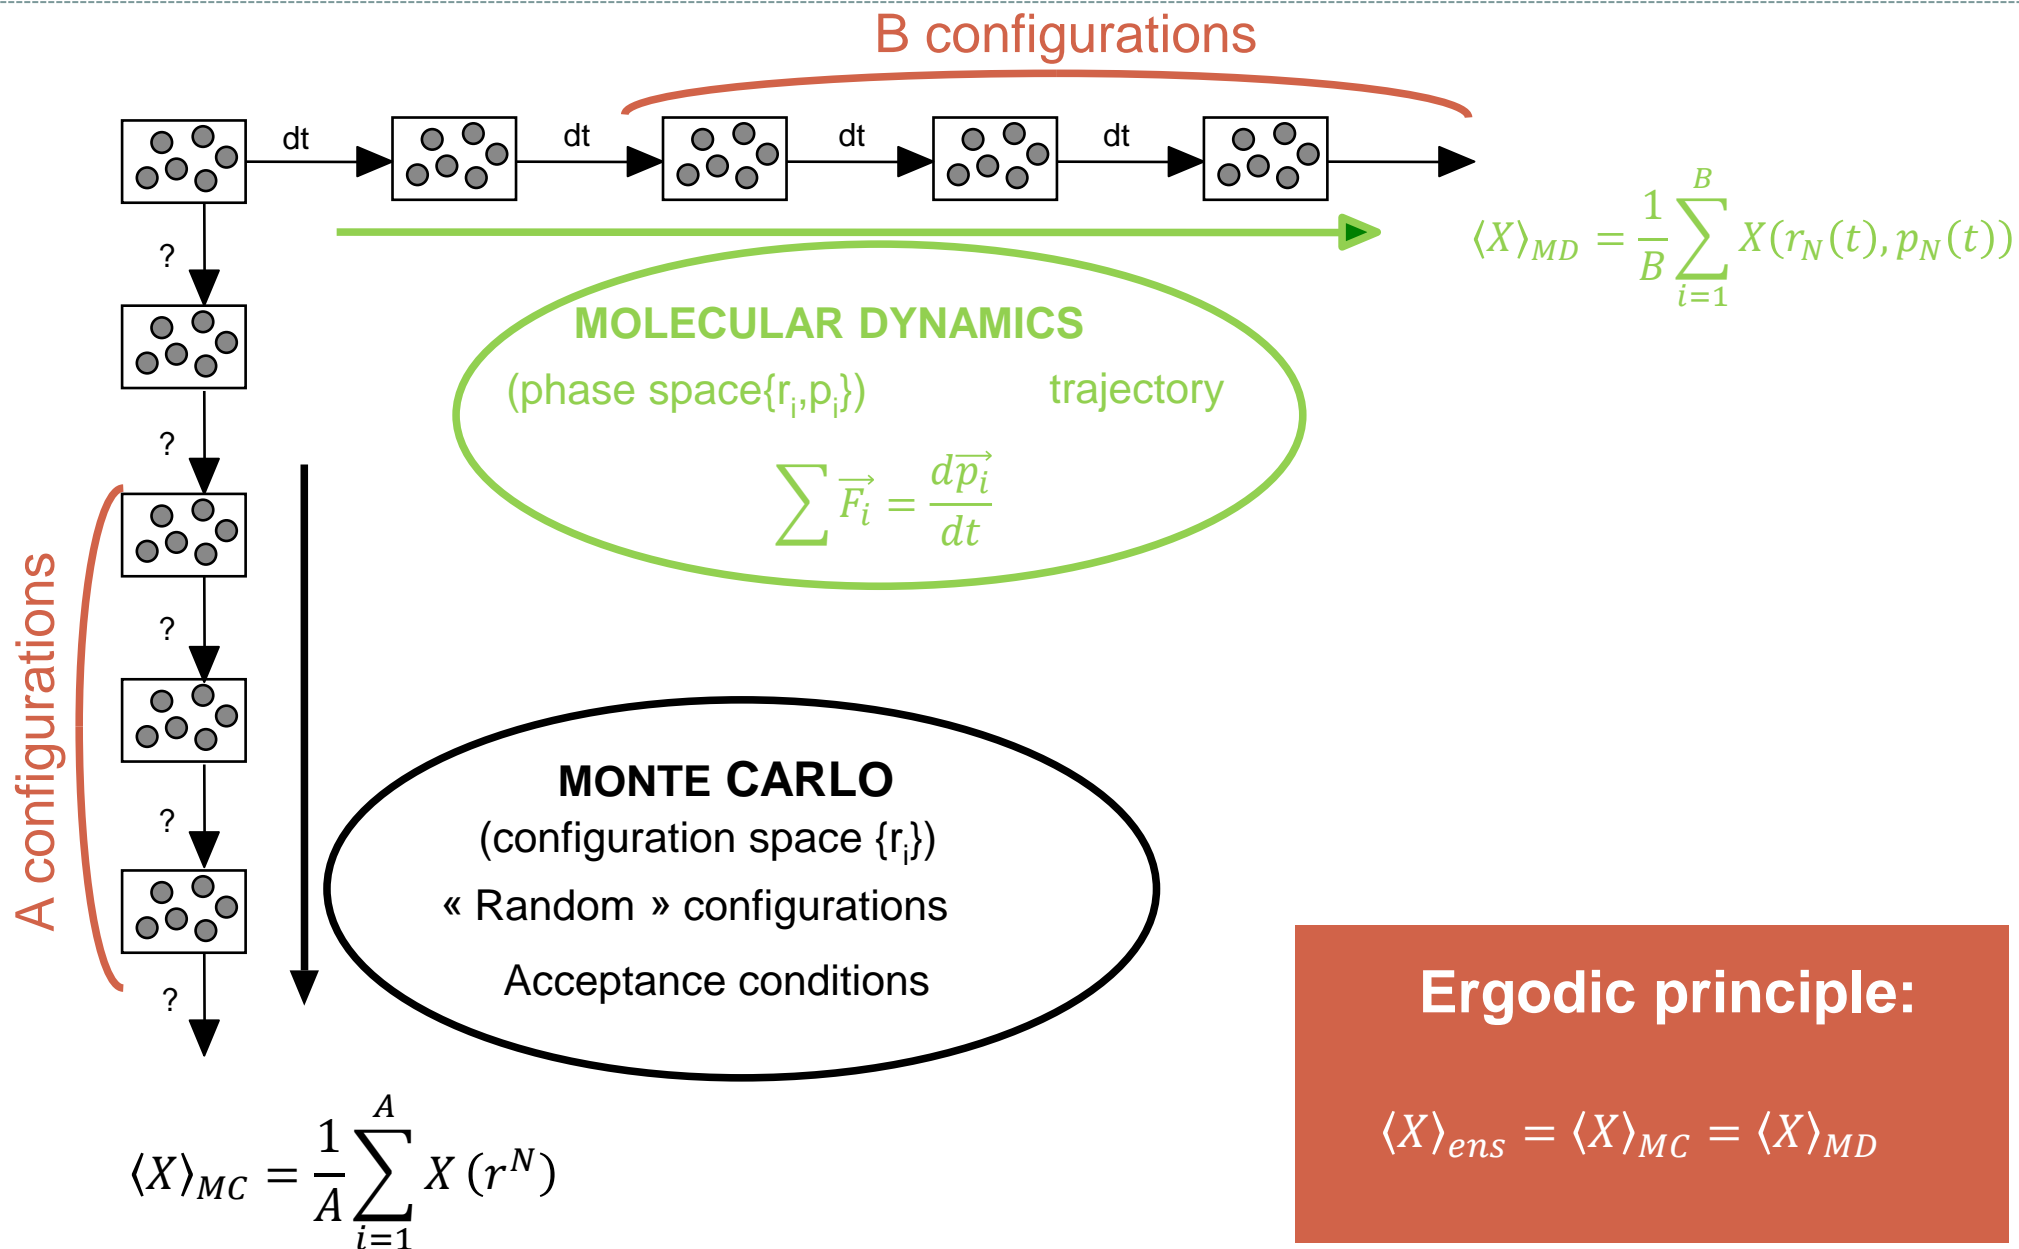 B configurations
dt
dt
dt
dt
⟨X⟩_MD = 1/B ∑_{i=1}^{B} X(r_N(t), p_N(t))
?
MOLECULAR DYNAMICS
(phase space{r_i,p_i}) trajectory
∑ F_i⃗ = dp_i⃗/dt
?
A configurations
?
MONTE CARLO
(configuration space {r_i})
?
« Random » configurations
Acceptance conditions
?
Ergodic principle:
⟨X⟩_ens = ⟨X⟩_MC = ⟨X⟩_MD
⟨X⟩_MC = 1/A ∑_{i=1}^{A} X (r^N)